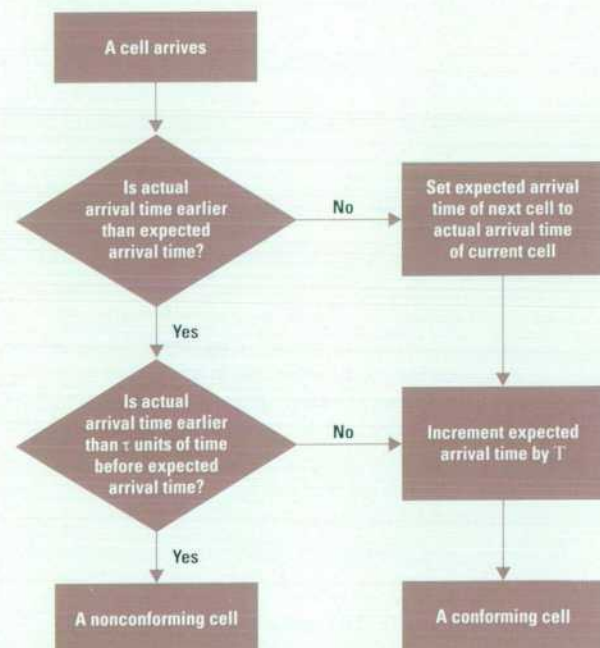 A cell arrives
Is actual
arrival time earlier
than expected
arrival time?
No
Set expected arrival
time of next cell to
actual arrival time
of current cell
Yes
Is actual
arrival time earlier
than τ units of time
before expected
arrival time?
No
Increment expected
arrival time by T
Yes
A nonconforming cell
A conforming cell